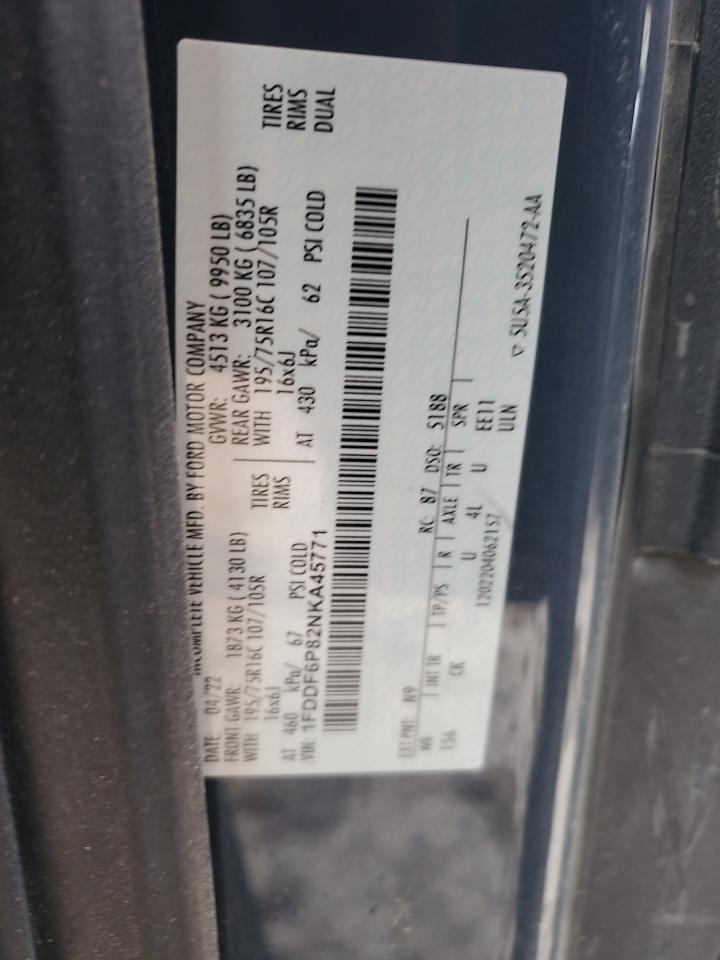 INCOMPLETE VEHICLE MFD. BY FORD MOTOR COMPANY
DATE: 04/22 GVWR: 4513 KG ( 9950 LB)
FRONT GAWR: 1873 KG ( 4130 LB) REAR GAWR: 3100 KG ( 6835 LB)
WITH 195/75R16C 107/105R TIRES WITH 195/75R16C 107/105R TIRES
16x6J RIMS 16x6J RIMS
AT 460 kPa/ 67 PSI COLD AT 430 kPa/ 62 PSI COLD DUAL
VIN: 1FDDF6P82NKA45771
EXT PNT: N9 RC: 87 DSO: 5188
WB INT TR TP/PS R AXLE TR SPR
156 CK U 4L U EE11
1202204062157 ULN
▽ 5U5A-3520472-AA